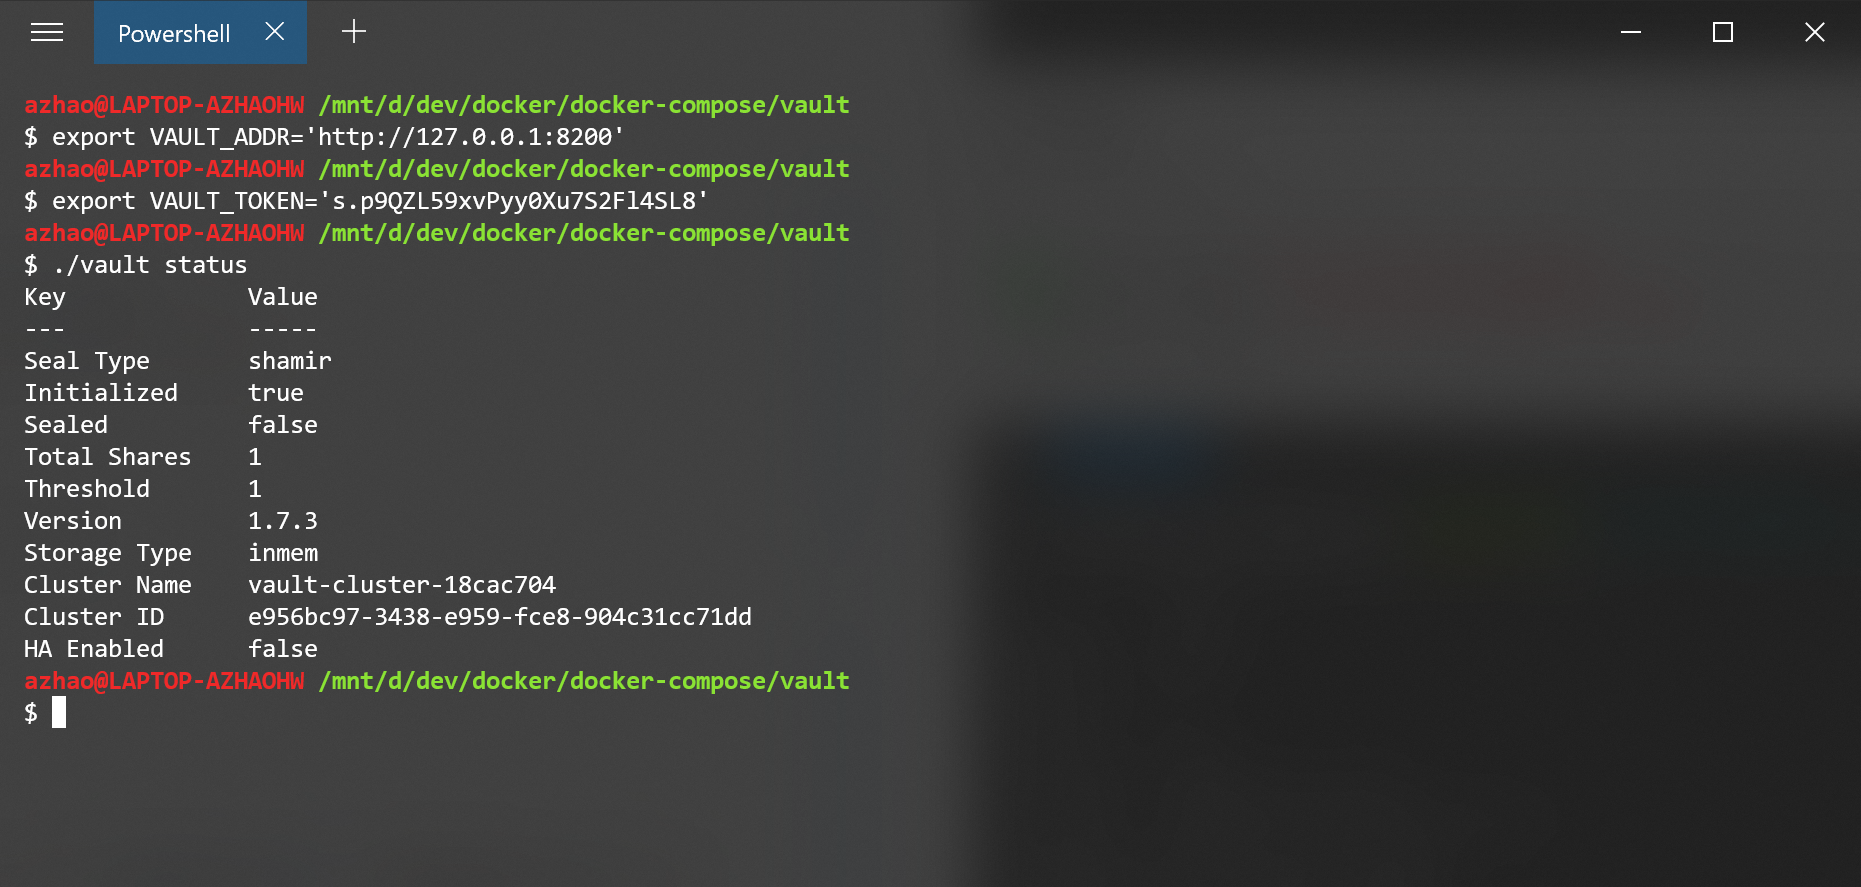 Powershell
azhao@LAPTOP-AZHAOHW /mnt/d/dev/docker/docker-compose/vault
$ export VAULT_ADDR='http://127.0.0.1:8200'
azhao@LAPTOP-AZHAOHW /mnt/d/dev/docker/docker-compose/vault
$ export VAULT_TOKEN='s.p9QZL59xvPyy0Xu7S2Fl4SL8'
azhao@LAPTOP-AZHAOHW /mnt/d/dev/docker/docker-compose/vault
$ ./vault status
Key             Value
---             -----
Seal Type       shamir
Initialized     true
Sealed          false
Total Shares    1
Threshold       1
Version         1.7.3
Storage Type    inmem
Cluster Name    vault-cluster-18cac704
Cluster ID      e956bc97-3438-e959-fce8-904c31cc71dd
HA Enabled      false
azhao@LAPTOP-AZHAOHW /mnt/d/dev/docker/docker-compose/vault
$